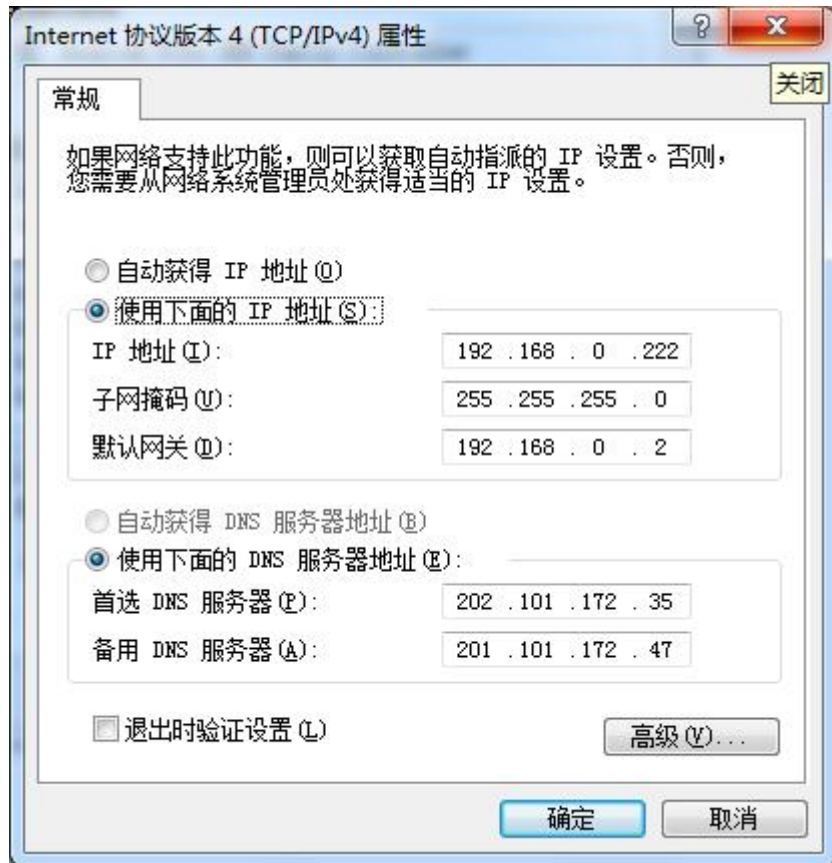 Internet 协议版本 4 (TCP/IPv4) 属性
?
X
关闭
常规
如果网络支持此功能，则可以获取自动指派的 IP 设置。否则，
您需要从网络系统管理员处获得适当的 IP 设置。
自动获得 IP 地址(O)
使用下面的 IP 地址(S):
IP 地址(I): 192 .168 . 0 .222
子网掩码(U): 255 .255 .255 . 0
默认网关(D): 192 .168 . 0 . 2
自动获得 DNS 服务器地址(B)
使用下面的 DNS 服务器地址(E):
首选 DNS 服务器(P): 202 .101 .172 . 35
备用 DNS 服务器(A): 201 .101 .172 . 47
退出时验证设置(L)
高级(V)...
确定 取消